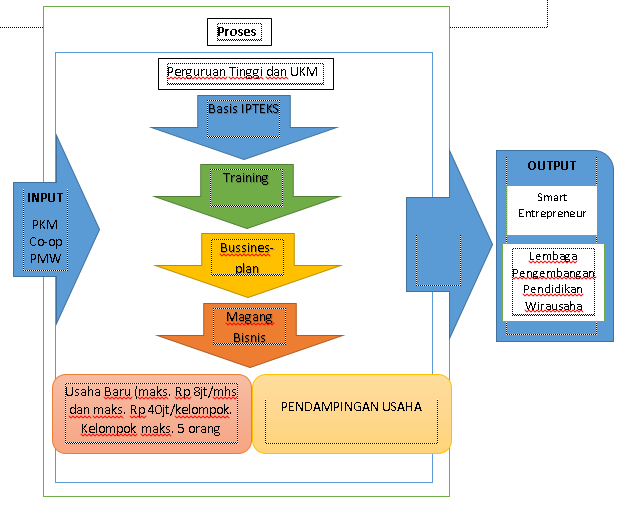 Proses
Perguruan Tinggi dan UKM
Basis IPTEKS
Training
Bussines-
plan
Magang
Bisnis
INPUT
PKM
Co-op
PMW
Usaha Baru (maks. Rp 8jt/mhs
dan maks. Rp 40jt/kelompok.
Kelompok maks. 5 orang
PENDAMPINGAN USAHA
OUTPUT
Smart
Entrepreneur
Lembaga
Pengembangan
Pendidikan
Wirausaha